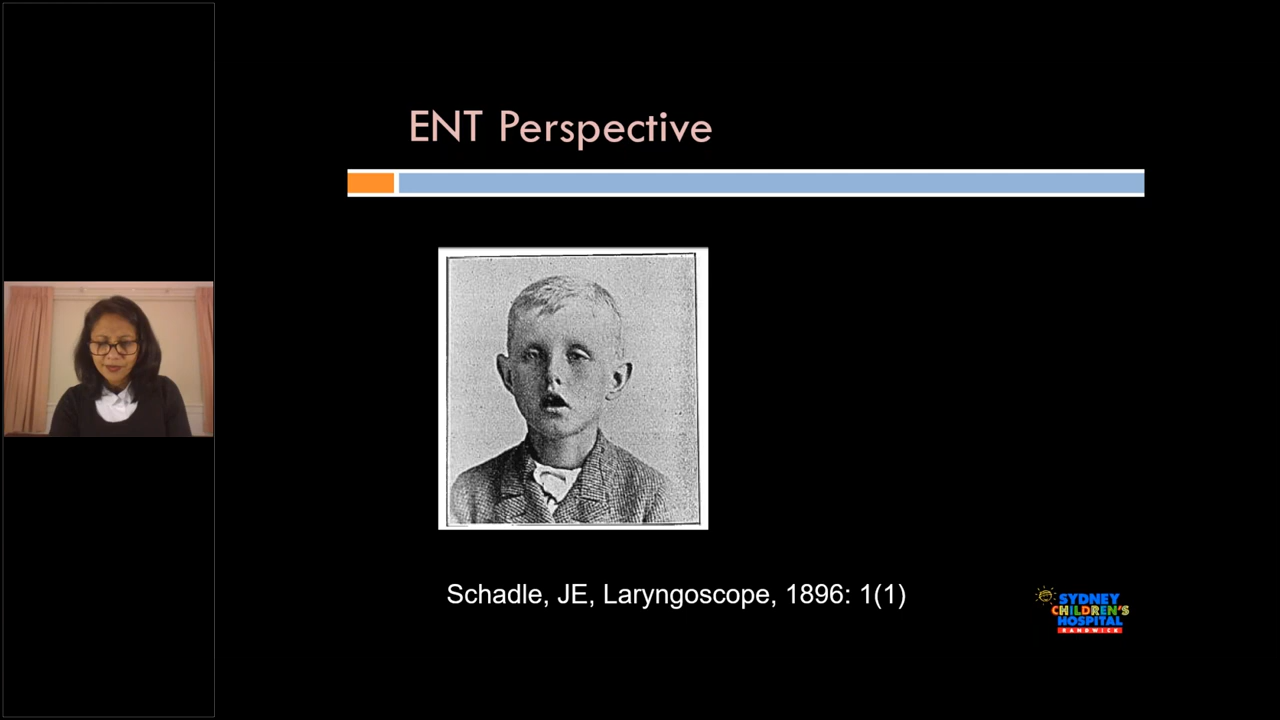 ENT Perspective
Schadle, JE, Laryngoscope, 1896: 1(1)
SYDNEY
CHILDREN'S
HOSPITAL
RANDWICK